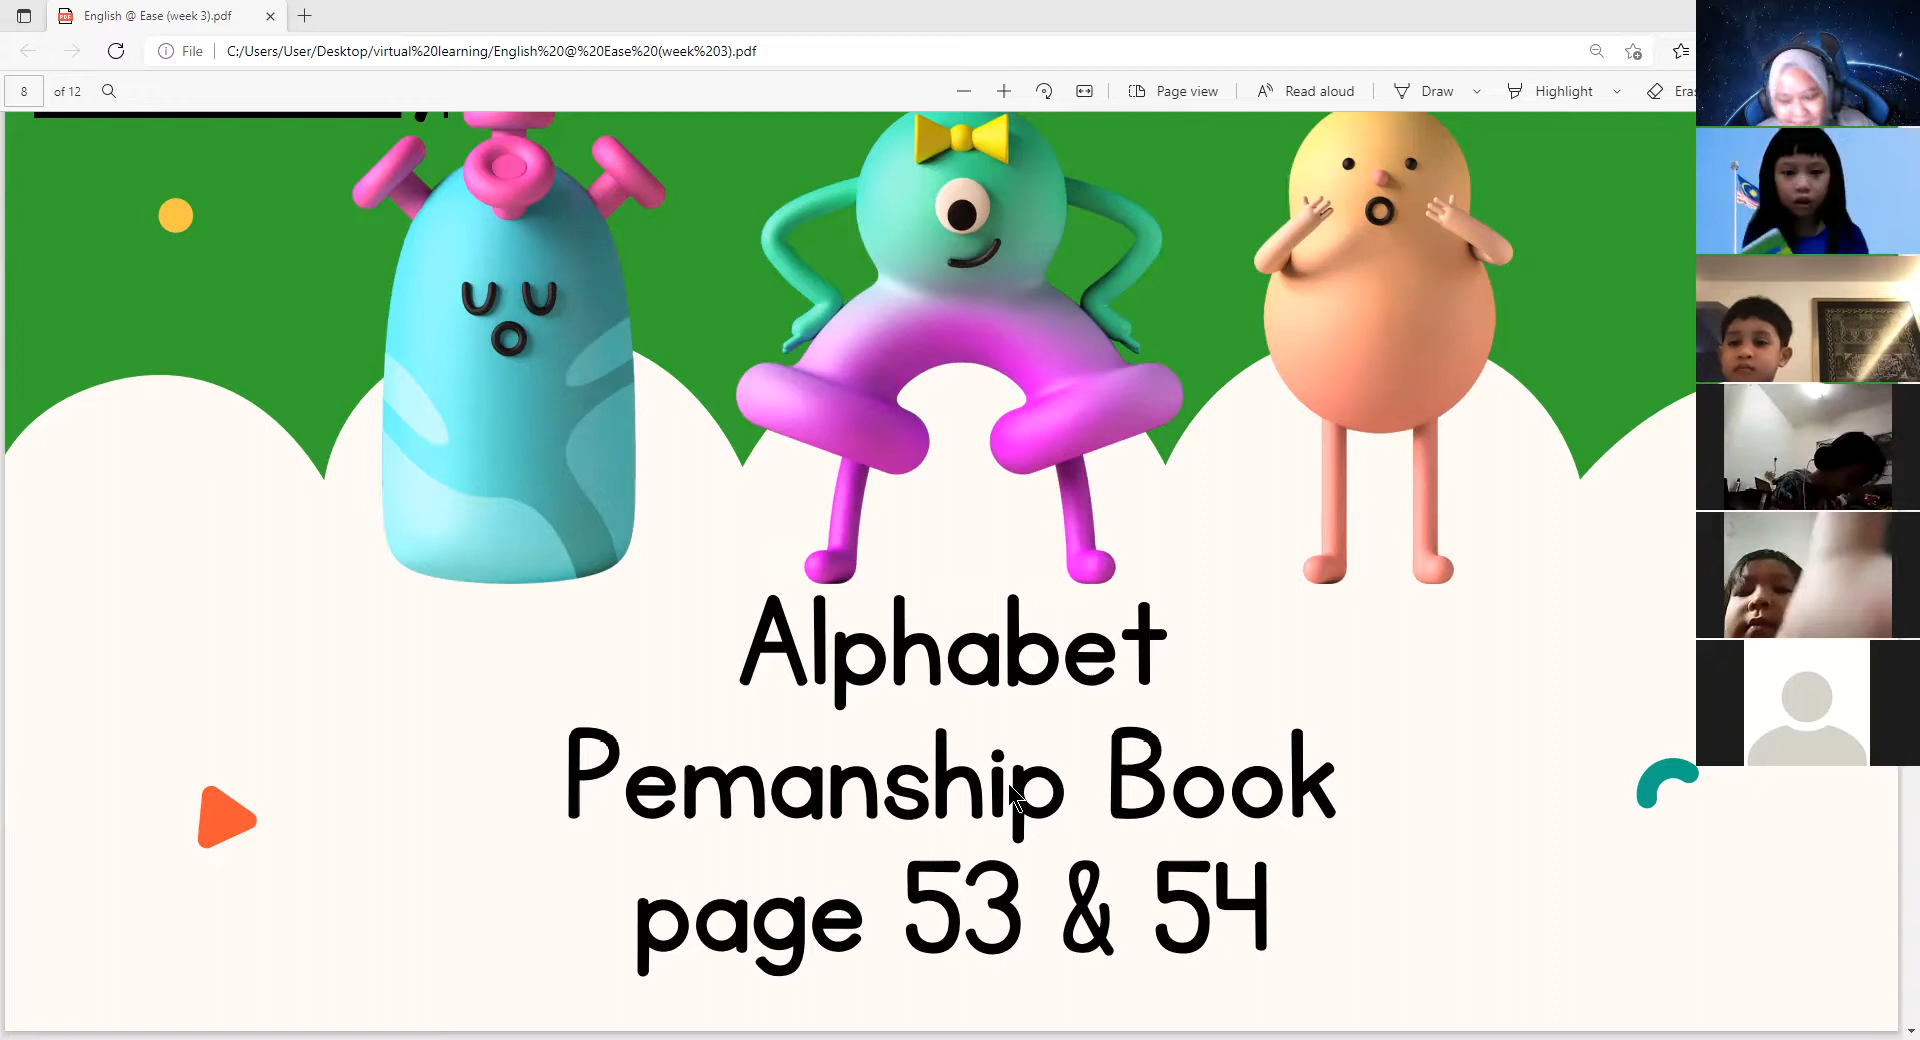 English @ Ease (week 3).pdf
File
C:/Users/User/Desktop/virtual%20learning/English%20@%20Ease%20(week%203).pdf
8 of 12
Page view
Read aloud
Draw
Highlight
Eras
Alphabet
Pemanship Book
page 53 & 54